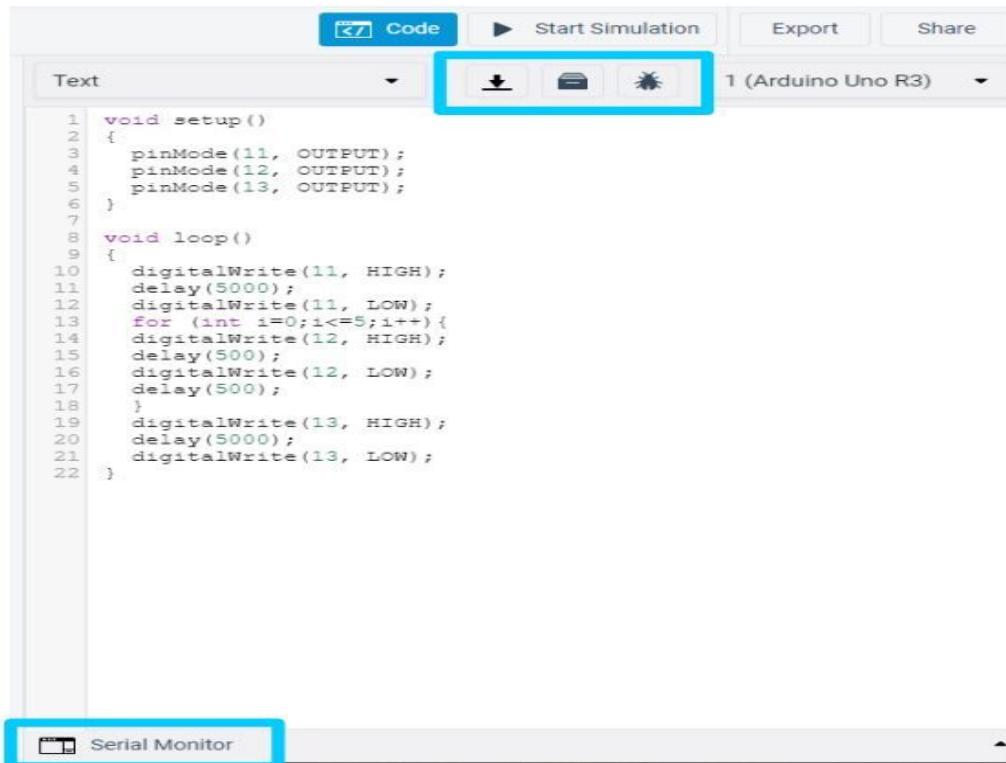 Code Start Simulation Export Share
Text 1 (Arduino Uno R3)
1 void setup()
2 {
3 pinMode(11, OUTPUT);
4 pinMode(12, OUTPUT);
5 pinMode(13, OUTPUT);
6 }
7
8 void loop()
9 {
10 digitalWrite(11, HIGH);
11 delay(5000);
12 digitalWrite(11, LOW);
13 for (int i=0;i<=5;i++){
14 digitalWrite(12, HIGH);
15 delay(500);
16 digitalWrite(12, LOW);
17 delay(500);
18 }
19 digitalWrite(13, HIGH);
20 delay(5000);
21 digitalWrite(13, LOW);
22 }
Serial Monitor